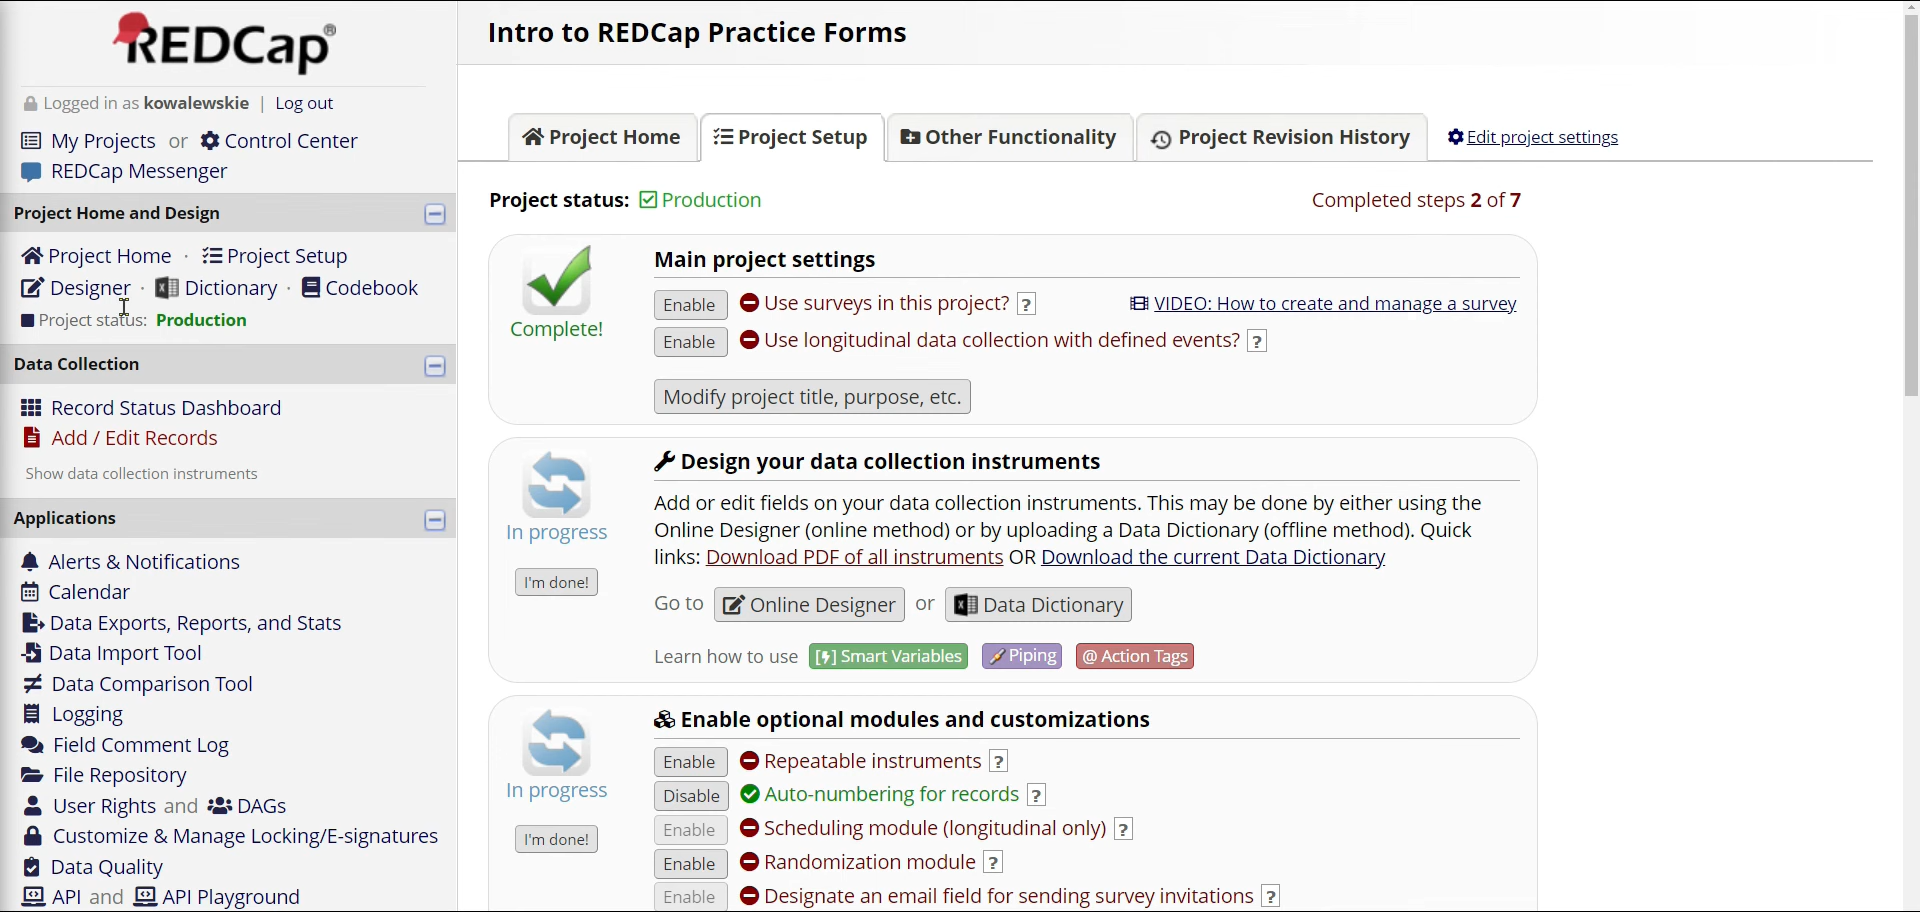 REDCap®
Logged in as kowalewskie | Log out
My Projects or Control Center
REDCap Messenger
Project Home and Design
Project Home · Project Setup
Designer · Dictionary · Codebook
Project status: Production
Data Collection
Record Status Dashboard
Add / Edit Records
Show data collection instruments
Applications
Alerts & Notifications
Calendar
Data Exports, Reports, and Stats
Data Import Tool
Data Comparison Tool
Logging
Field Comment Log
File Repository
User Rights and DAGs
Customize & Manage Locking/E-signatures
Data Quality
API and API Playground
Intro to REDCap Practice Forms
Project Home Project Setup Other Functionality Project Revision History Edit project settings
Project status: Production Completed steps 2 of 7
Complete!
Main project settings
Enable Use surveys in this project? ? VIDEO: How to create and manage a survey
Enable Use longitudinal data collection with defined events? ?
Modify project title, purpose, etc.
In progress
I'm done!
Design your data collection instruments
Add or edit fields on your data collection instruments. This may be done by either using the
Online Designer (online method) or by uploading a Data Dictionary (offline method). Quick
links: Download PDF of all instruments OR Download the current Data Dictionary
Go to Online Designer or X Data Dictionary
Learn how to use [] Smart Variables Piping @ Action Tags
In progress
I'm done!
Enable optional modules and customizations
Enable Repeatable instruments ?
Disable Auto-numbering for records ?
Enable Scheduling module (longitudinal only) ?
Enable Randomization module ?
Enable Designate an email field for sending survey invitations ?